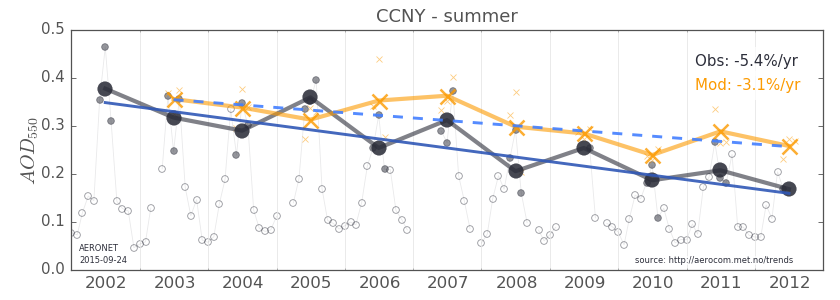 CCNY - summer
0.5
0.4
0.3
0.2
0.1
0.0
AOD550
Obs: -5.4%/yr
Mod: -3.1%/yr
AERONET
2015-09-24
source: http://aerocom.met.no/trends
2002 2003 2004 2005 2006 2007 2008 2009 2010 2011 2012